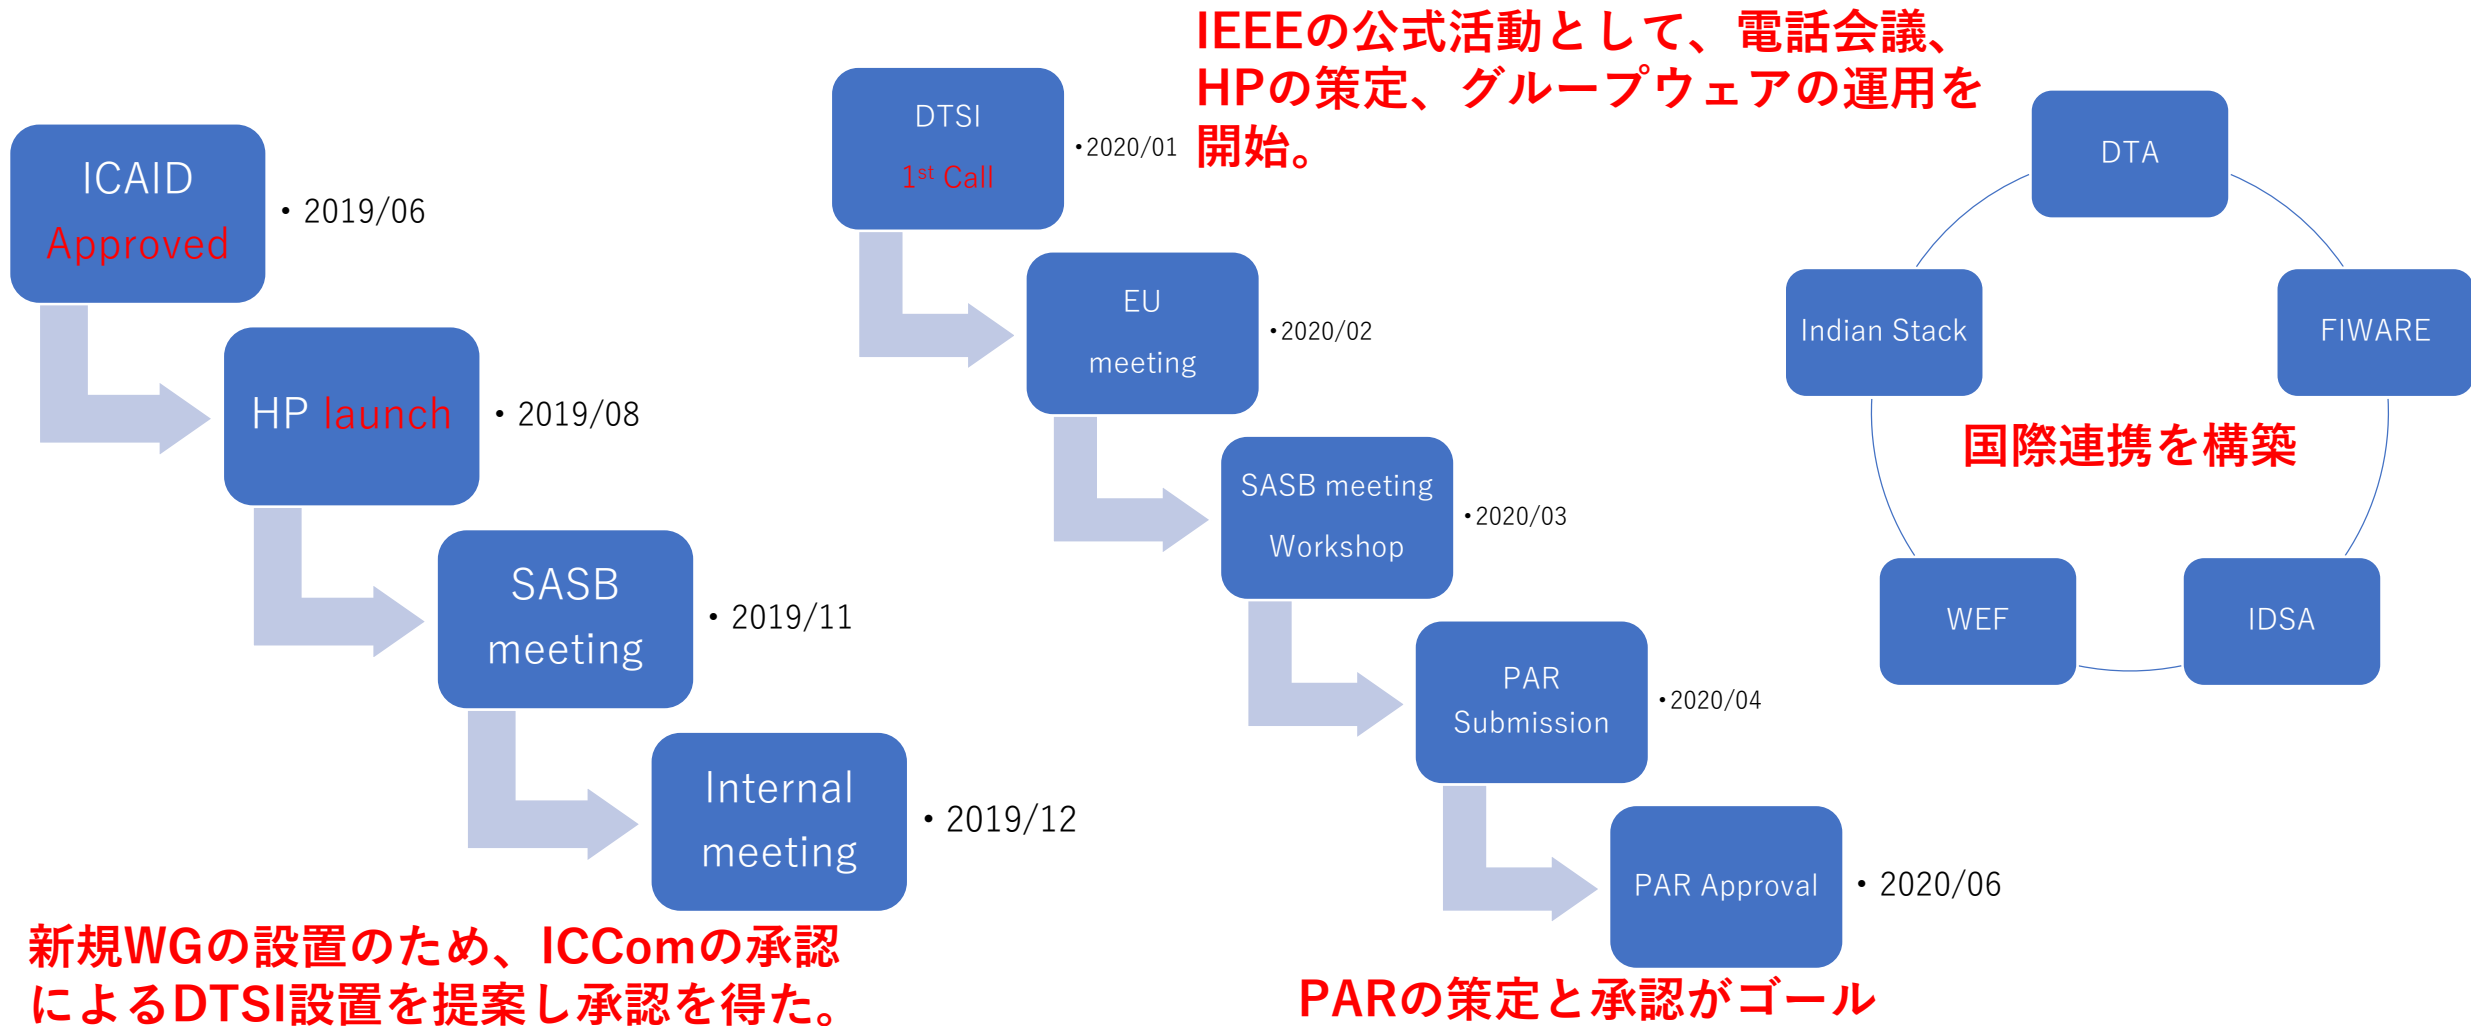 ICAID
Approved
• 2019/06
HP launch
• 2019/08
SASB
meeting
• 2019/11
Internal
meeting
• 2019/12
新規WGの設置のため、ICComの承認
によるDTSI設置を提案し承認を得た。
IEEEの公式活動として、電話会議、
HPの策定、グループウェアの運用を
開始。
DTSI
1st Call
•2020/01
EU
meeting
•2020/02
SASB meeting
Workshop
•2020/03
PAR
Submission
•2020/04
PAR Approval
• 2020/06
PARの策定と承認がゴール
DTA
Indian Stack
FIWARE
国際連携を構築
WEF
IDSA